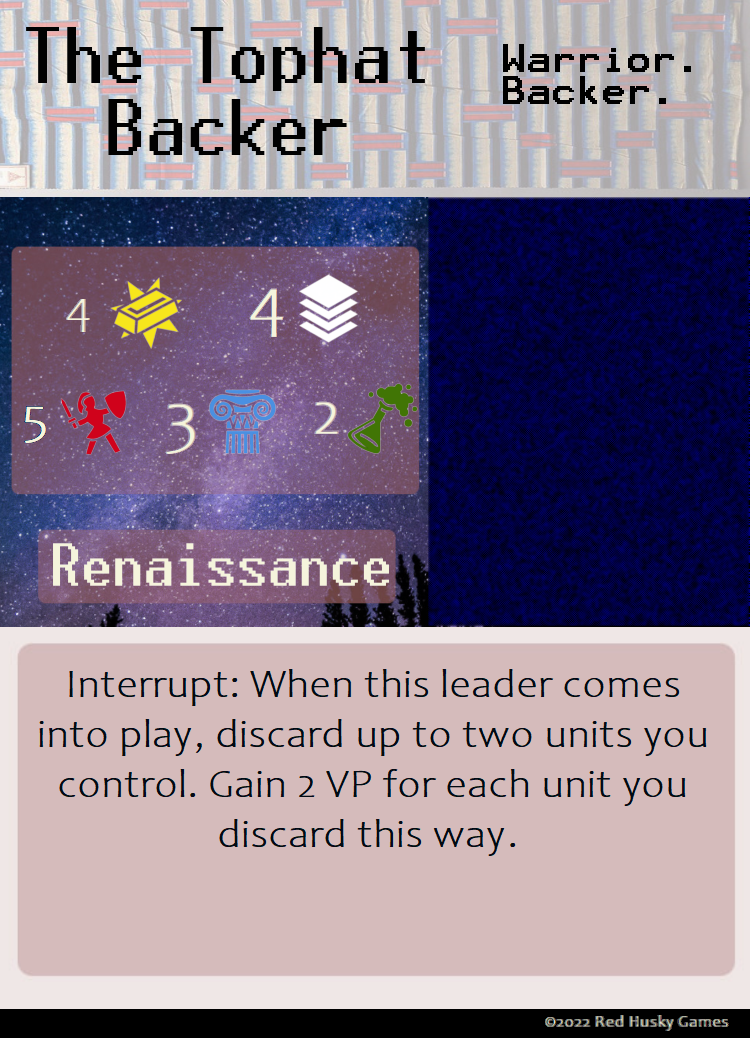 The Tophat
Backer
Warrior.
Backer.
4
4
5
3
2
Renaissance
Interrupt: When this leader comes
into play, discard up to two units you
control. Gain 2 VP for each unit you
discard this way.
©2022 Red Husky Games